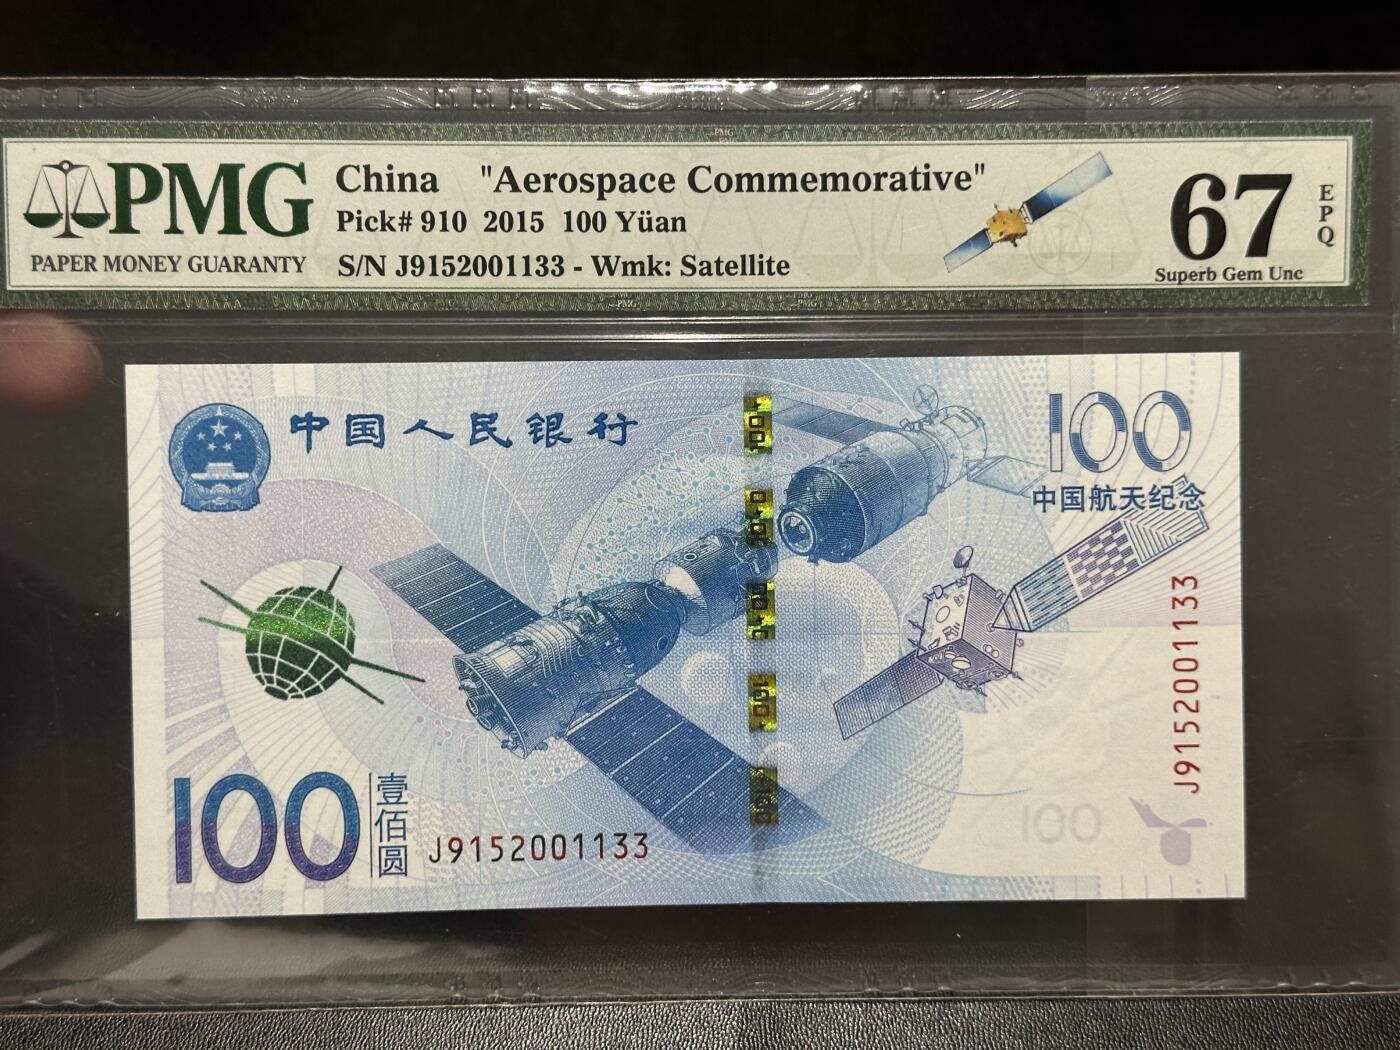 PMG
PAPER MONEY GUARANTY
China "Aerospace Commemorative"
Pick# 910 2015 100 Yüan
S/N J9152001133 - Wmk: Satellite
67
EPQ
Superb Gem Unc
中国人民银行
100
中国航天纪念
J9152001133
100
壹佰圆
J9152001133
100